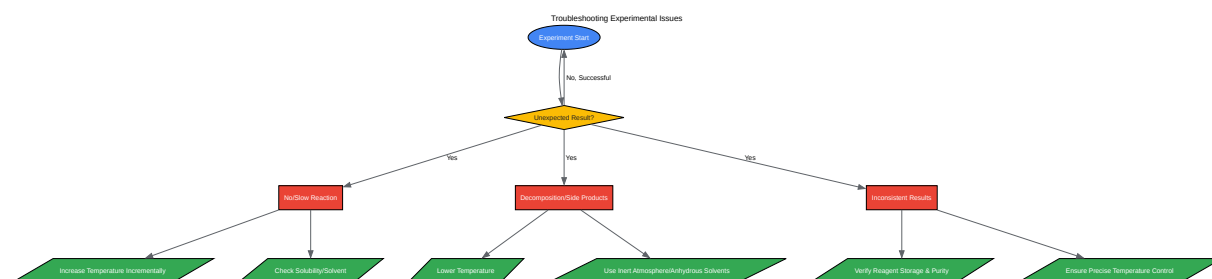 Troubleshooting Experimental Issues
Experiment Start
No, Successful
Unexpected Result?
Yes
Yes
Yes
No/Slow Reaction
Decomposition/Side Products
Inconsistent Results
Increase Temperature Incrementally
Check Solubility/Solvent
Lower Temperature
Use Inert Atmosphere/Anhydrous Solvents
Verify Reagent Storage & Purity
Ensure Precise Temperature Control